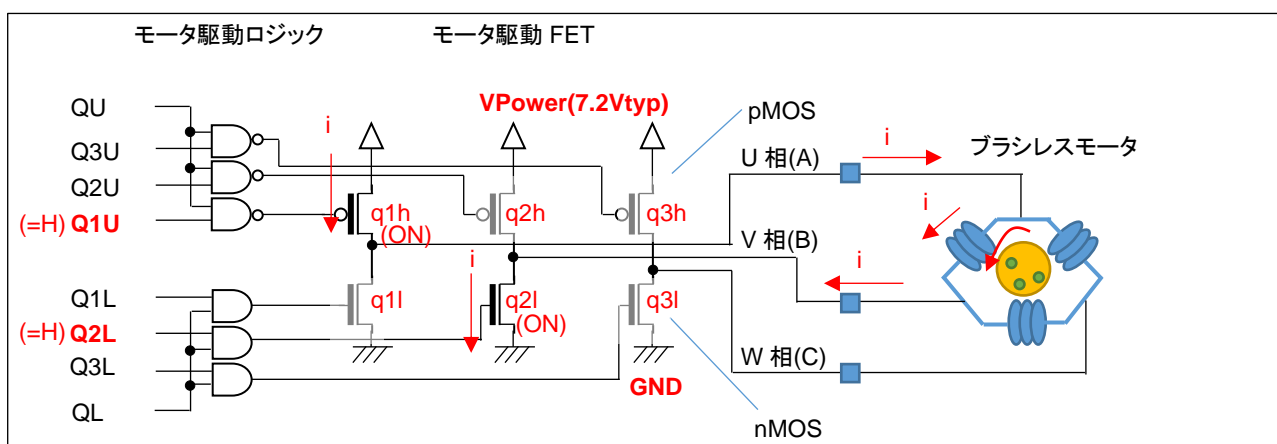 モータ駆動ロジック
モータ駆動 FET
QU
Q3U
Q2U
(=H) Q1U
Q1L
(=H) Q2L
Q3L
QL
i
VPower(7.2Vtyp)
pMOS
q1h
(ON)
q2h
q3h
q1l
i
q2l
(ON)
q3l
GND
nMOS
U 相(A)
i
ブラシレスモータ
i
V 相(B)
i
W 相(C)